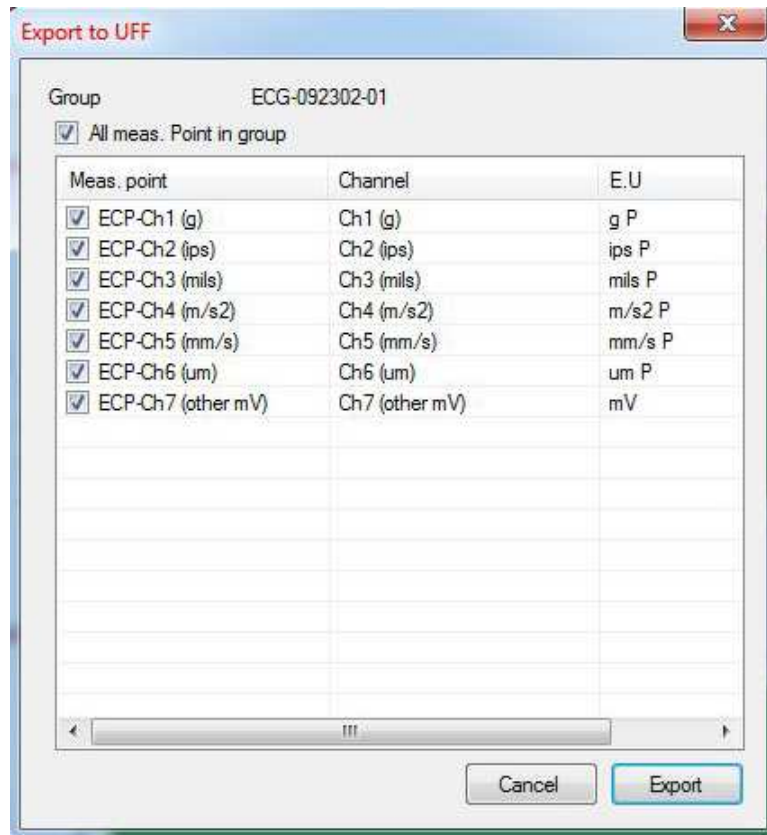 Export to UFF
Group ECG-092302-01
All meas. Point in group
Meas. point Channel E.U
ECP-Ch1 (g) Ch1 (g) g P
ECP-Ch2 (ips) Ch2 (ips) ips P
ECP-Ch3 (mils) Ch3 (mils) mils P
ECP-Ch4 (m/s2) Ch4 (m/s2) m/s2 P
ECP-Ch5 (mm/s) Ch5 (mm/s) mm/s P
ECP-Ch6 (um) Ch6 (um) um P
ECP-Ch7 (other mV) Ch7 (other mV) mV
Cancel Export